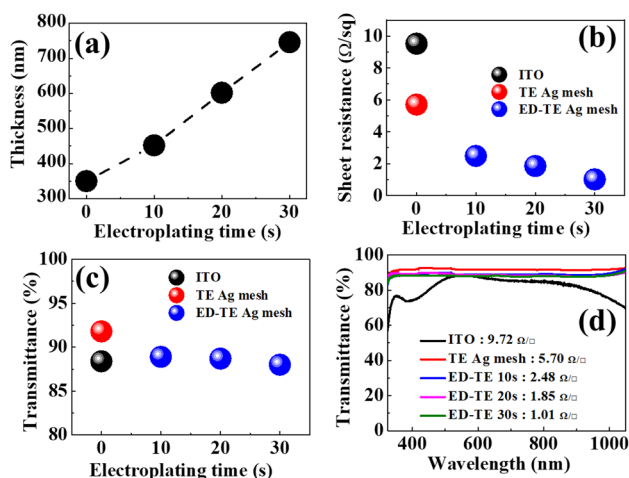 (a)
800
700
600
500
400
300
Thickness (nm)
0 10 20 30
Electroplating time (s)
(b)
10
8
6
4
2
0
Sheet resistance (Ω/sq)
ITO
TE Ag mesh
ED-TE Ag mesh
0 10 20 30
Electroplating time (s)
(c)
100
95
90
85
80
Transmittance (%)
ITO
TE Ag mesh
ED-TE Ag mesh
0 10 20 30
Electroplating time (s)
(d)
100
80
60
40
20
0
Transmittance (%)
ITO : 9.72 Ω/□
TE Ag mesh : 5.70 Ω/□
ED-TE 10s : 2.48 Ω/□
ED-TE 20s : 1.85 Ω/□
ED-TE 30s : 1.01 Ω/□
400 600 800 1000
Wavelength (nm)